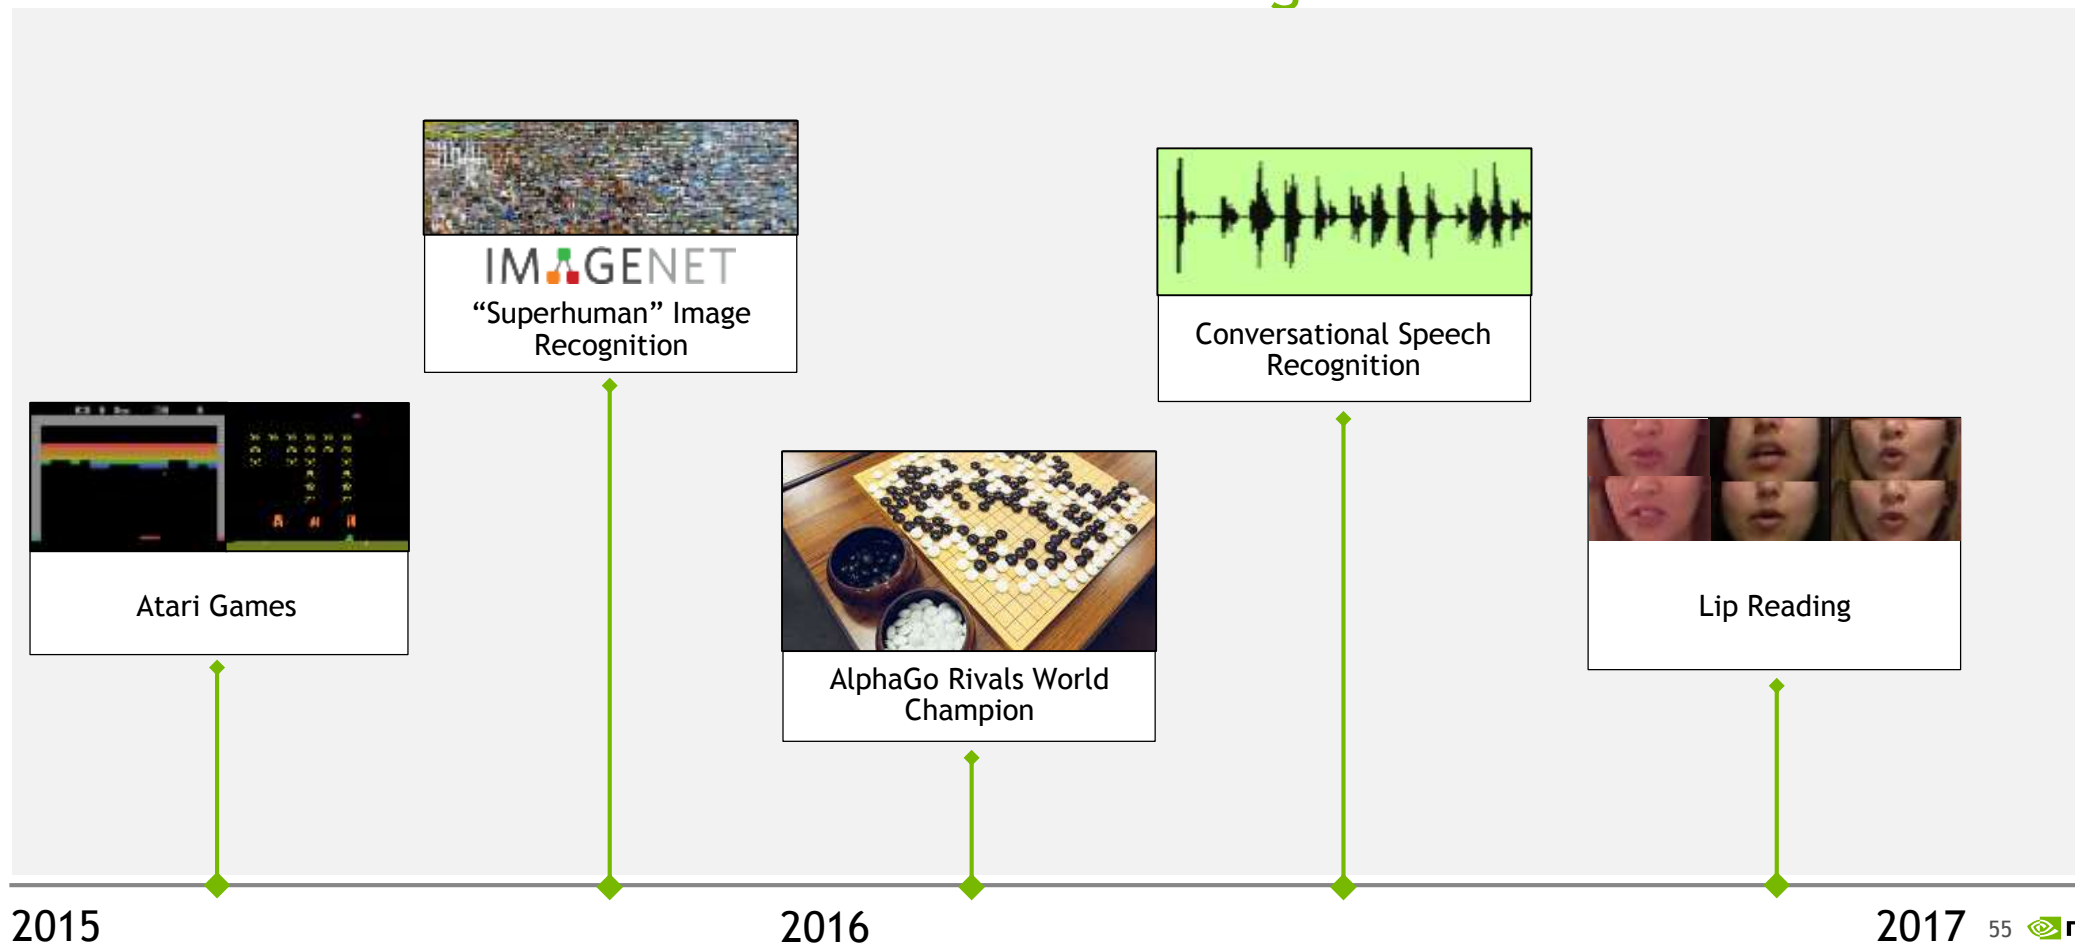 IMAGENET
“Superhuman” Image
Recognition
Conversational Speech
Recognition
Atari Games
AlphaGo Rivals World
Champion
Lip Reading
2015
2016
2017
55